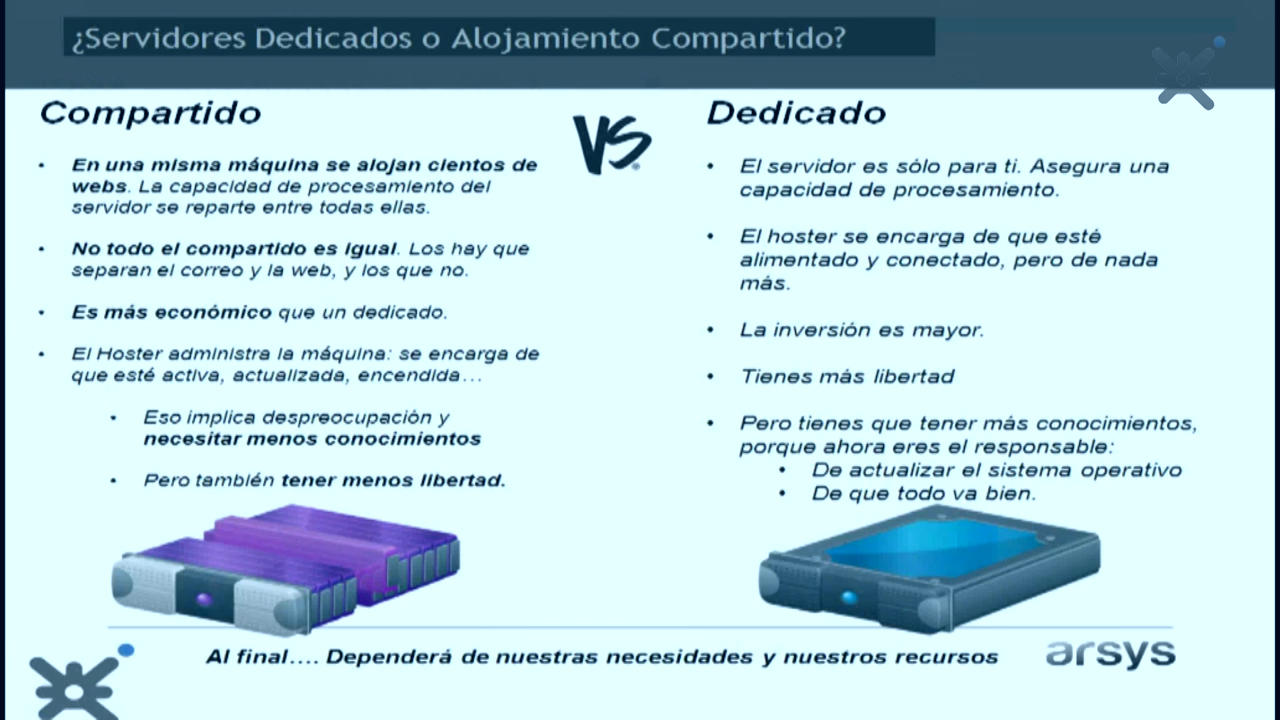 ¿Servidores Dedicados o Alojamiento Compartido?
Compartido
En una misma máquina se alojan cientos de
webs. La capacidad de procesamiento del
servidor se reparte entre todas ellas.
No todo el compartido es igual. Los hay que
separan el correo y la web, y los que no.
Es más económico que un dedicado.
El Hoster administra la máquina: se encarga de
que esté activa, actualizada, encendida…
Eso implica despreocupación y
necesitar menos conocimientos
Pero también tener menos libertad.
VS
Dedicado
El servidor es sólo para ti. Asegura una
capacidad de procesamiento.
El hoster se encarga de que esté
alimentado y conectado, pero de nada
más.
La inversión es mayor.
Tienes más libertad
Pero tienes que tener más conocimientos,
porque ahora eres el responsable:
De actualizar el sistema operativo
De que todo va bien.
Al final…. Dependerá de nuestras necesidades y nuestros recursos
arsys